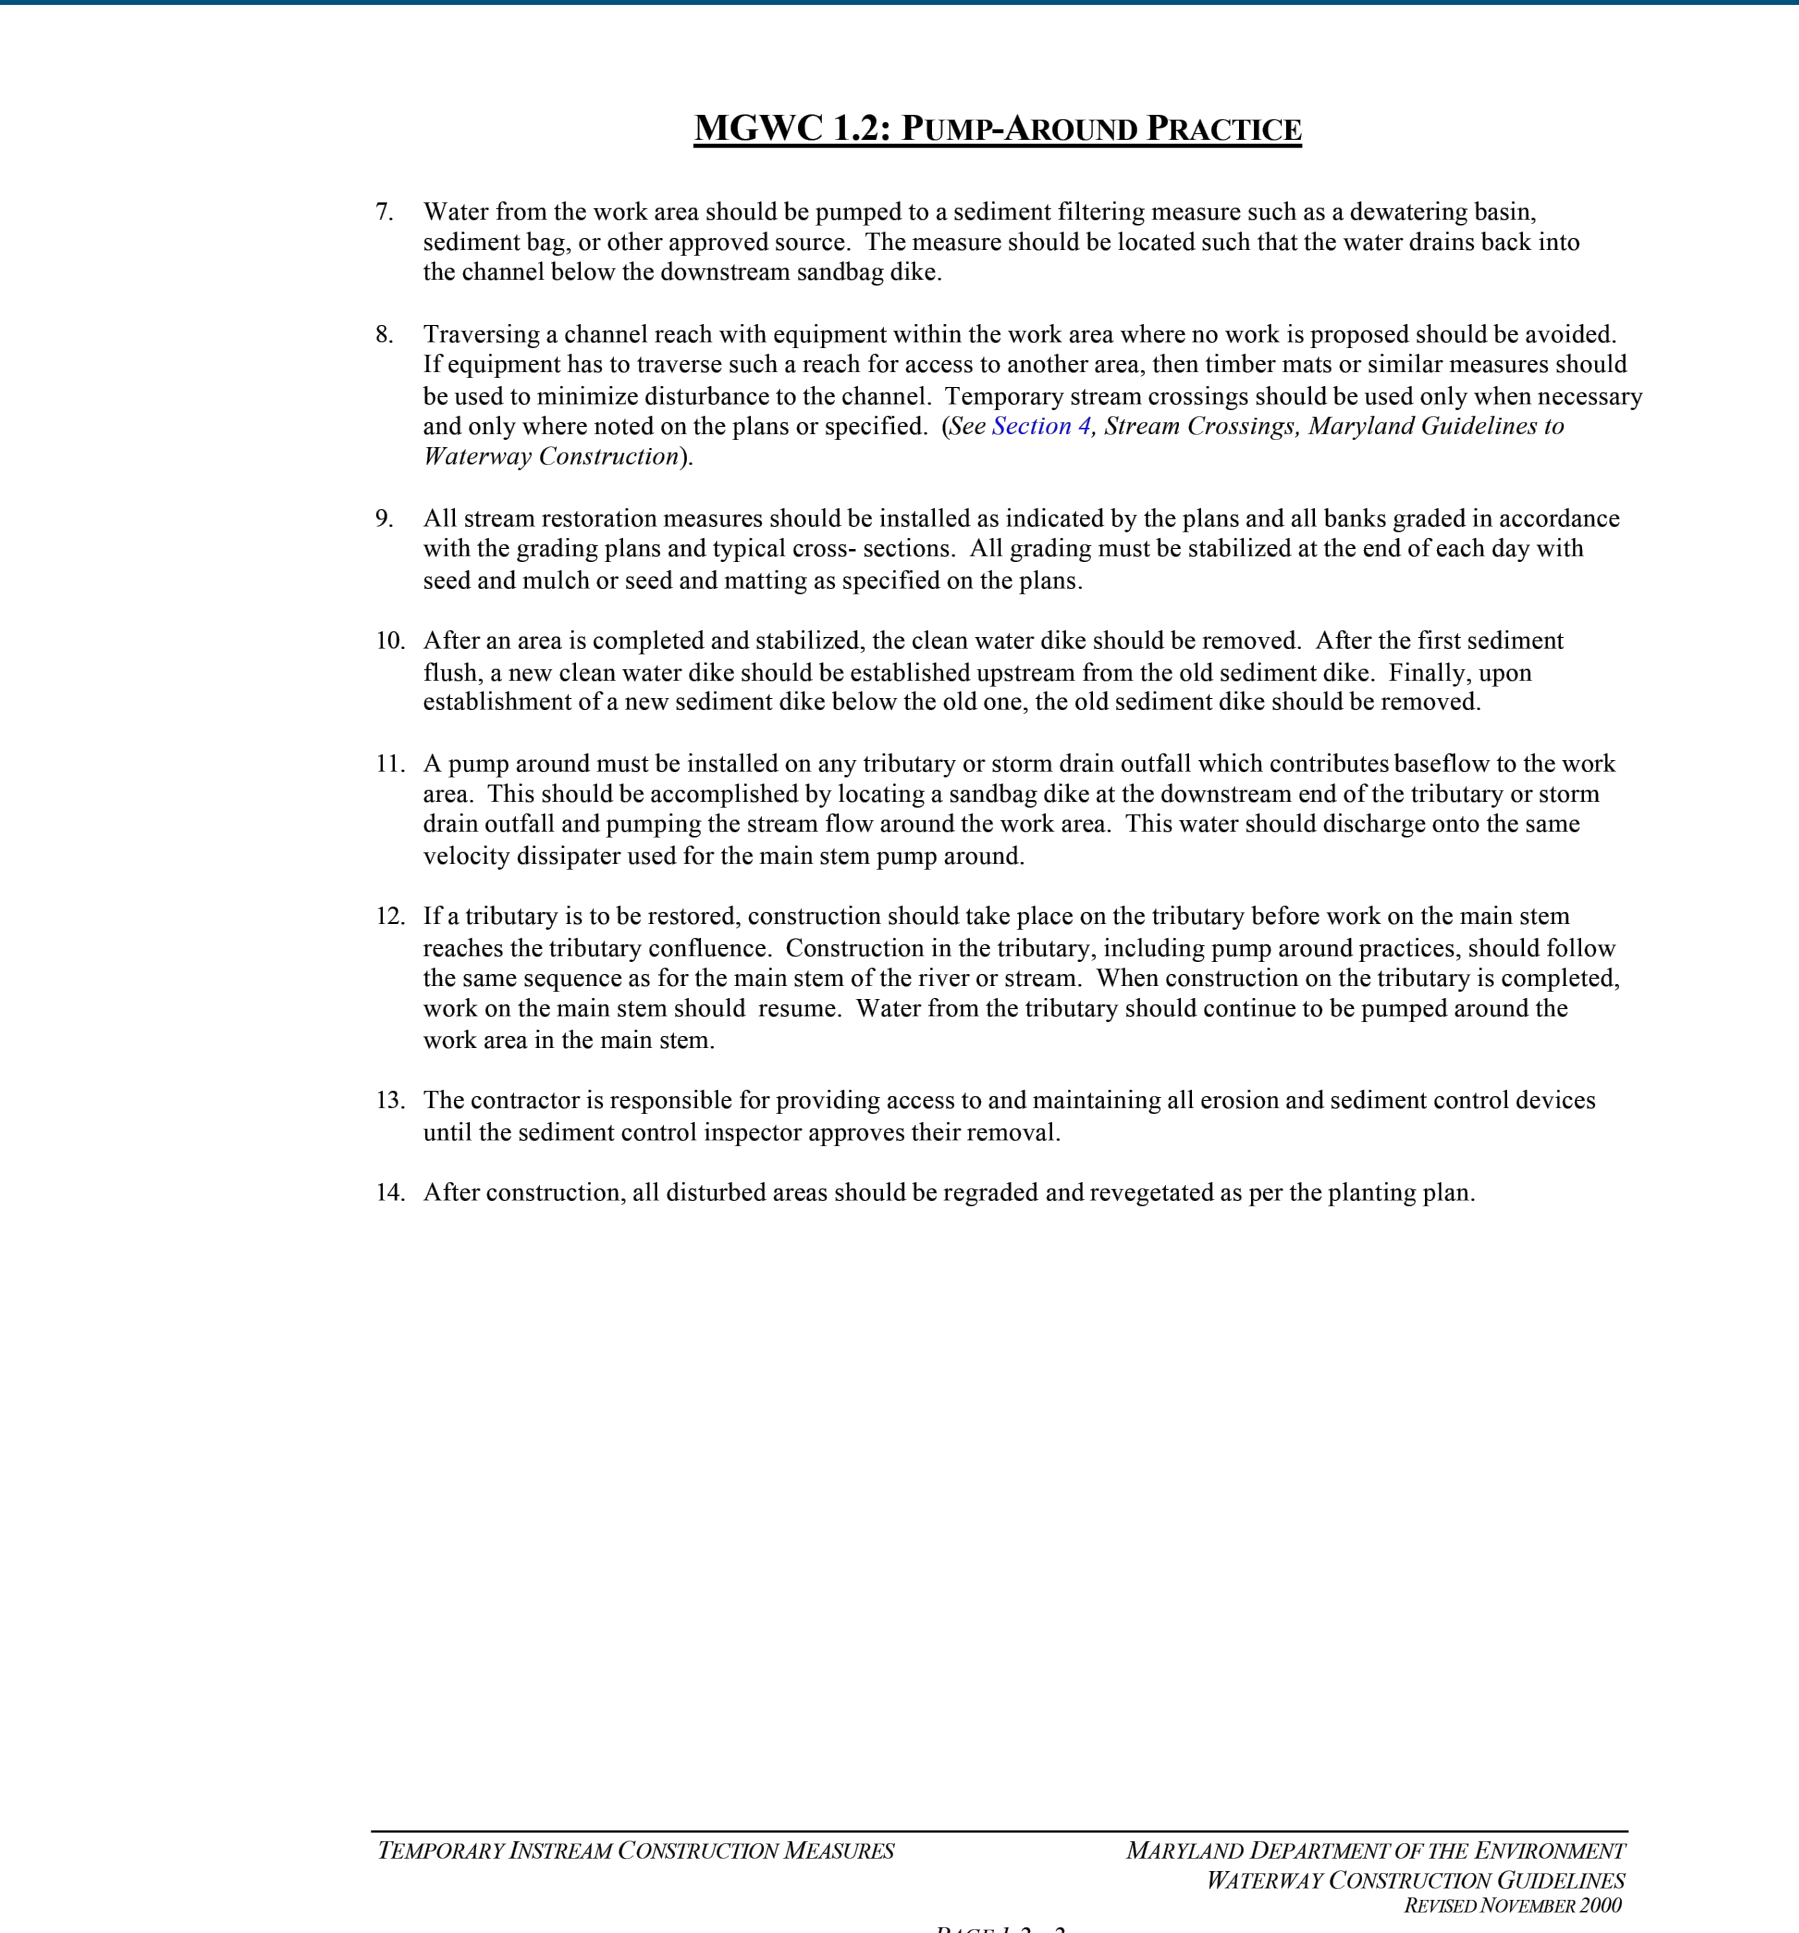 MGWC 1.2: PUMP-AROUND PRACTICE
7. Water from the work area should be pumped to a sediment filtering measure such as a dewatering basin,
sediment bag, or other approved source. The measure should be located such that the water drains back into
the channel below the downstream sandbag dike.
8. Traversing a channel reach with equipment within the work area where no work is proposed should be avoided.
If equipment has to traverse such a reach for access to another area, then timber mats or similar measures should
be used to minimize disturbance to the channel. Temporary stream crossings should be used only when necessary
and only where noted on the plans or specified. (See Section 4, Stream Crossings, Maryland Guidelines to
Waterway Construction).
9. All stream restoration measures should be installed as indicated by the plans and all banks graded in accordance
with the grading plans and typical cross- sections. All grading must be stabilized at the end of each day with
seed and mulch or seed and matting as specified on the plans.
10. After an area is completed and stabilized, the clean water dike should be removed. After the first sediment
flush, a new clean water dike should be established upstream from the old sediment dike. Finally, upon
establishment of a new sediment dike below the old one, the old sediment dike should be removed.
11. A pump around must be installed on any tributary or storm drain outfall which contributes baseflow to the work
area. This should be accomplished by locating a sandbag dike at the downstream end of the tributary or storm
drain outfall and pumping the stream flow around the work area. This water should discharge onto the same
velocity dissipater used for the main stem pump around.
12. If a tributary is to be restored, construction should take place on the tributary before work on the main stem
reaches the tributary confluence. Construction in the tributary, including pump around practices, should follow
the same sequence as for the main stem of the river or stream. When construction on the tributary is completed,
work on the main stem should resume. Water from the tributary should continue to be pumped around the
work area in the main stem.
13. The contractor is responsible for providing access to and maintaining all erosion and sediment control devices
until the sediment control inspector approves their removal.
14. After construction, all disturbed areas should be regraded and revegetated as per the planting plan.
TEMPORARY INSTREAM CONSTRUCTION MEASURES
MARYLAND DEPARTMENT OF THE ENVIRONMENT
WATERWAY CONSTRUCTION GUIDELINES
REVISED NOVEMBER 2000